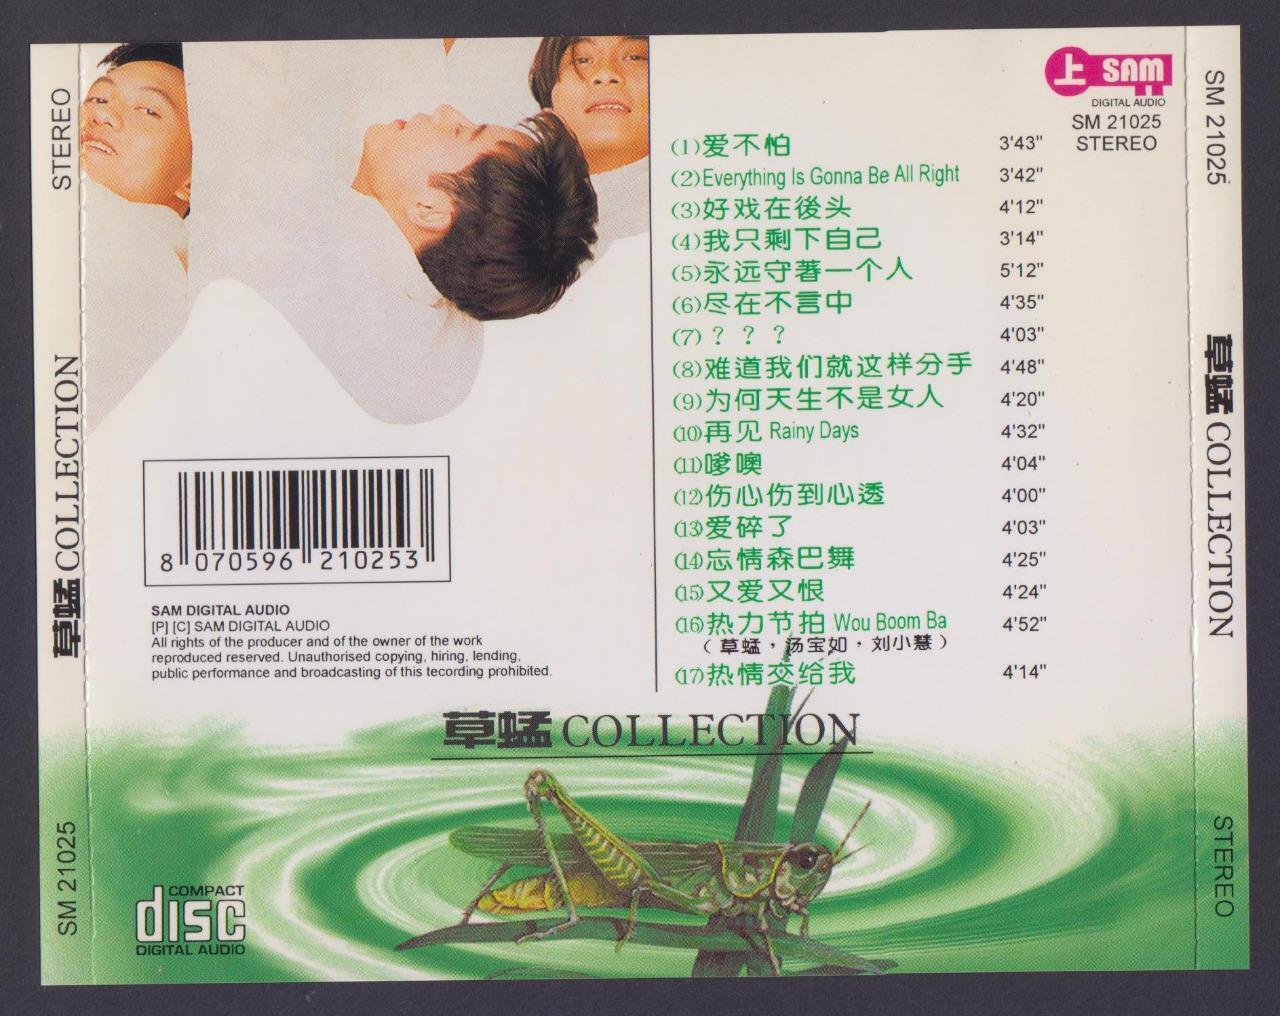 STEREO
草蜢 COLLECTION
SM 21025
上 SAM
DIGITAL AUDIO
SM 21025
STEREO
(1)爱不怕 3'43"
(2)Everything Is Gonna Be All Right 3'42"
(3)好戏在後头 4'12"
(4)我只剩下自己 3'14"
(5)永远守著一个人 5'12"
(6)尽在不言中 4'35"
(7)？？？ 4'03"
(8)难道我们就这样分手 4'48"
(9)为何天生不是女人 4'20"
(10)再见 Rainy Days 4'32"
(11)嗲噢 4'04"
(12)伤心伤到心透 4'00"
(13)爱碎了 4'03"
(14)忘情森巴舞 4'25"
(15)又爱又恨 4'24"
(16)热力节拍 Wou Boom Ba 4'52"
（草蜢，汤宝如，刘小慧）
(17)热情交给我 4'14"
8 070596 210253
SAM DIGITAL AUDIO
[P] [C] SAM DIGITAL AUDIO
All rights of the producer and of the owner of the work
reproduced reserved. Unauthorised copying, hiring, lending,
public performance and broadcasting of this tecording prohibited.
草蜢 COLLECTION
COMPACT
disc
DIGITAL AUDIO
SM 21025
草蜢 COLLECTION
STEREO